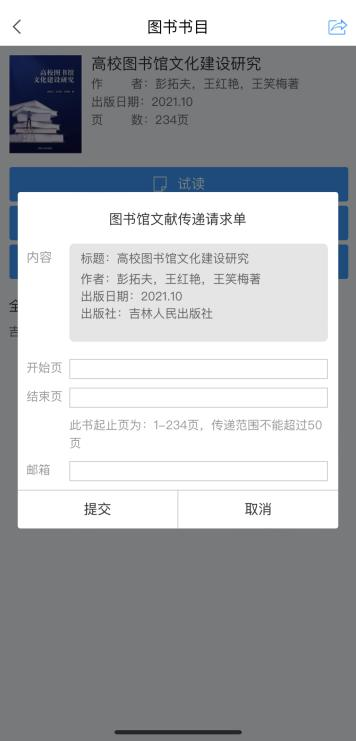 图书书目
高校图书馆
文化建设研究
高校图书馆文化建设研究
作　　者：彭拓夫，王红艳，王笑梅著
出版日期：2021.10
页　　数：234页
试读
图书馆文献传递请求单
内容
标题：高校图书馆文化建设研究
作者：彭拓夫，王红艳，王笑梅著
出版日期：2021.10
出版社：吉林人民出版社
全
吉
开始页
结束页
此书起止页为：1-234页，传递范围不能超过50
页
邮箱
提交
取消